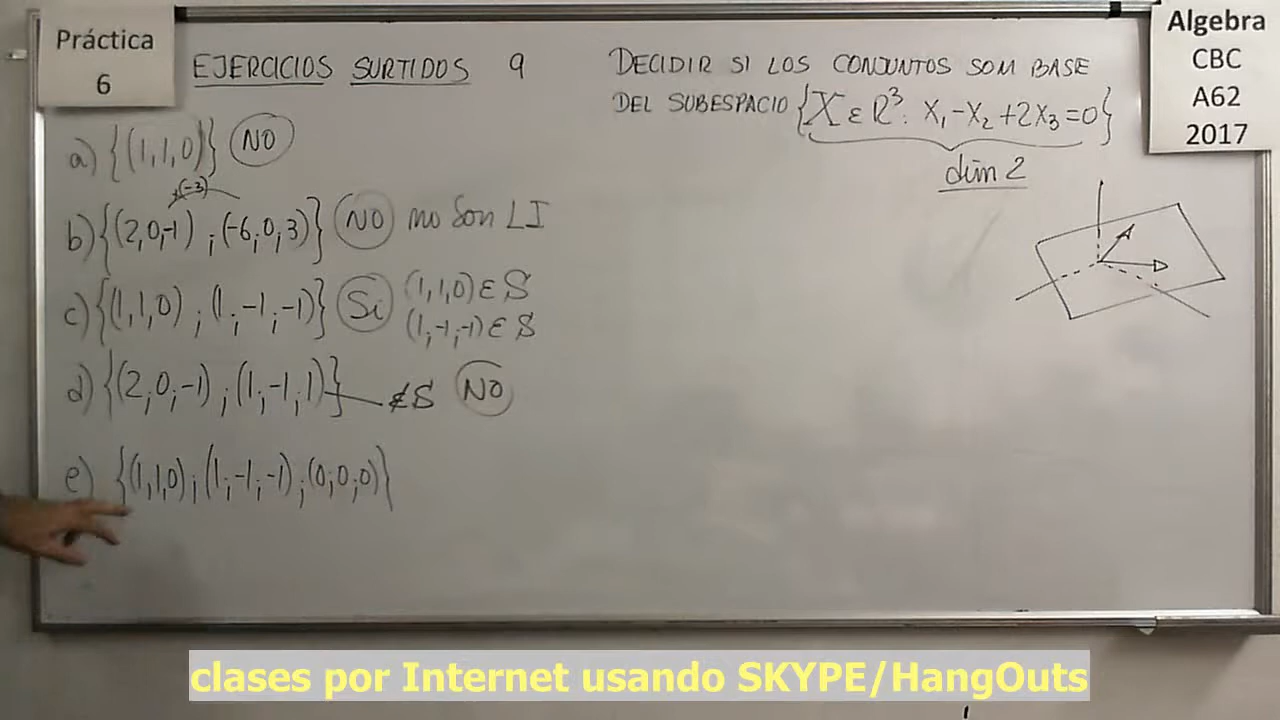 Práctica
6
EJERCICIOS SURTIDOS 9
DECIDIR SI LOS CONJUNTOS SON BASE
DEL SUBESPACIO {X ∈ R³: X₁-X₂+2X₃=0}
dim 2
Algebra
CBC
A62
2017
a) {(1,1,0)} NO
×(-3)
b) {(2,0,-1) ; (-6,0,3)} NO no son LI
c) {(1,1,0) ; (1,-1,-1)} Si (1,1,0) ∈ S
(1,-1,-1) ∈ S
d) {(2,0,-1) ; (1,-1,1)} ∉ S NO
e) {(1,1,0) ; (1,-1,-1) ; (0,0,0)}
clases por Internet usando SKYPE/HangOuts